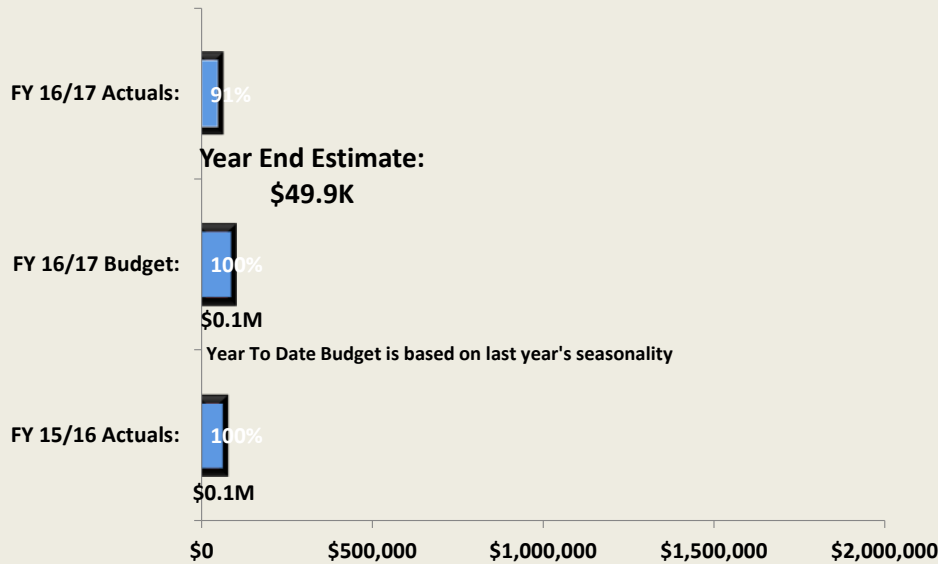 FY 16/17 Actuals:
91%
Year End Estimate:
$49.9K
FY 16/17 Budget:
100%
$0.1M
Year To Date Budget is based on last year's seasonality
FY 15/16 Actuals:
100%
$0.1M
$0 $500,000 $1,000,000 $1,500,000 $2,000,000